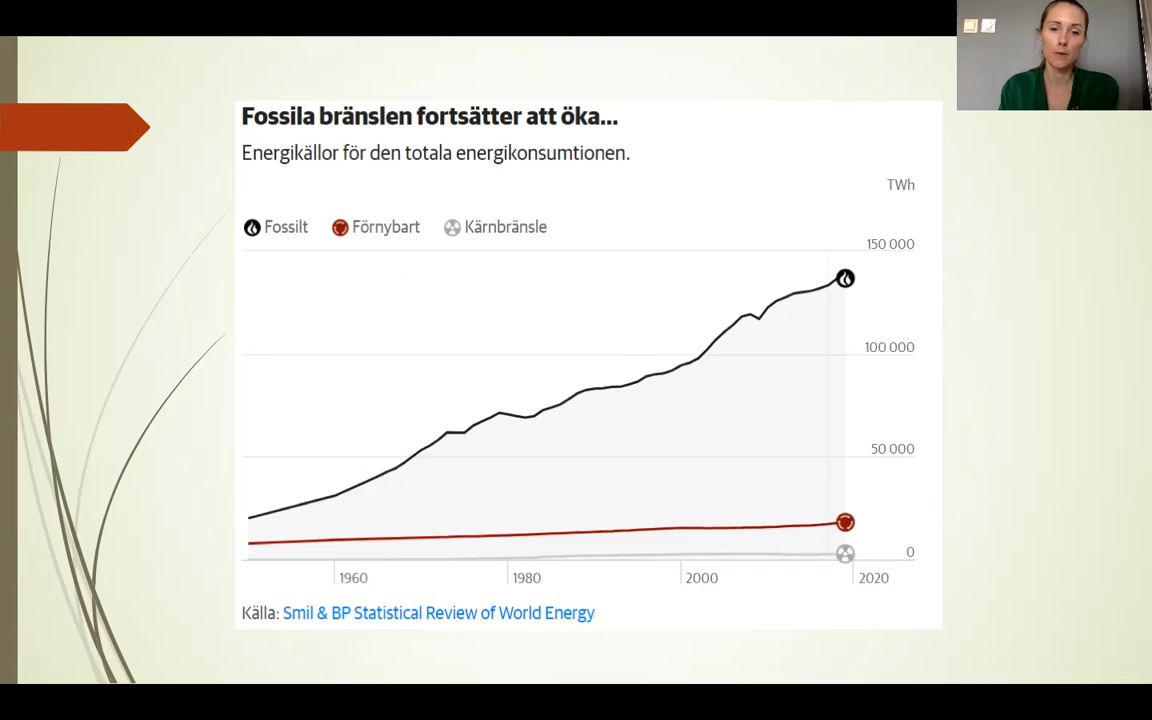 Fossila bränslen fortsätter att öka...
Energikällor för den totala energikonsumtionen.
TWh
Fossilt Förnybart Kärnbränsle
150 000
100 000
50 000
0
1960 1980 2000 2020
Källa: Smil & BP Statistical Review of World Energy